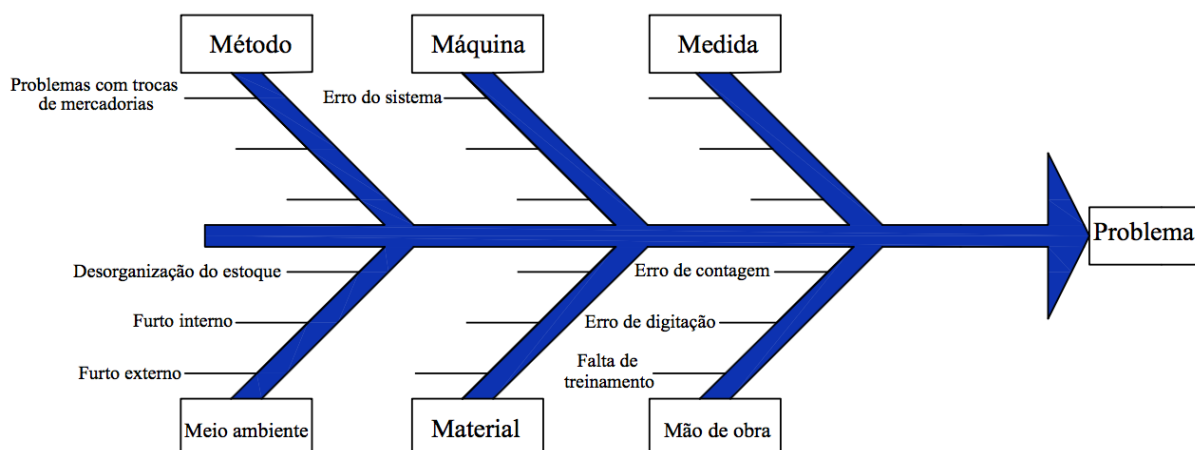 Método
Máquina
Medida
Problemas com trocas
de mercadorias
Erro do sistema
Problema
Desorganização do estoque
Erro de contagem
Furto interno
Erro de digitação
Furto externo
Falta de
treinamento
Meio ambiente
Material
Mão de obra